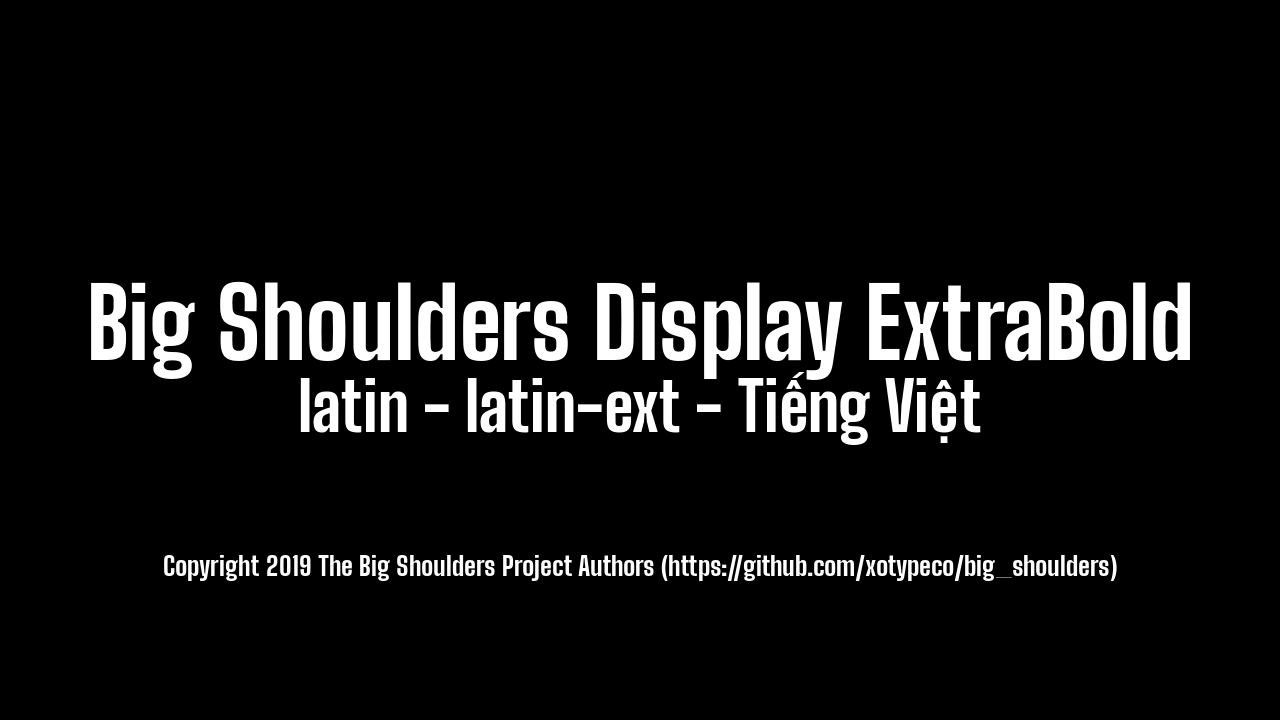 Big Shoulders Display ExtraBold
latin - latin-ext - Tiếng Việt
Copyright 2019 The Big Shoulders Project Authors (https://github.com/xotypeco/big_shoulders)